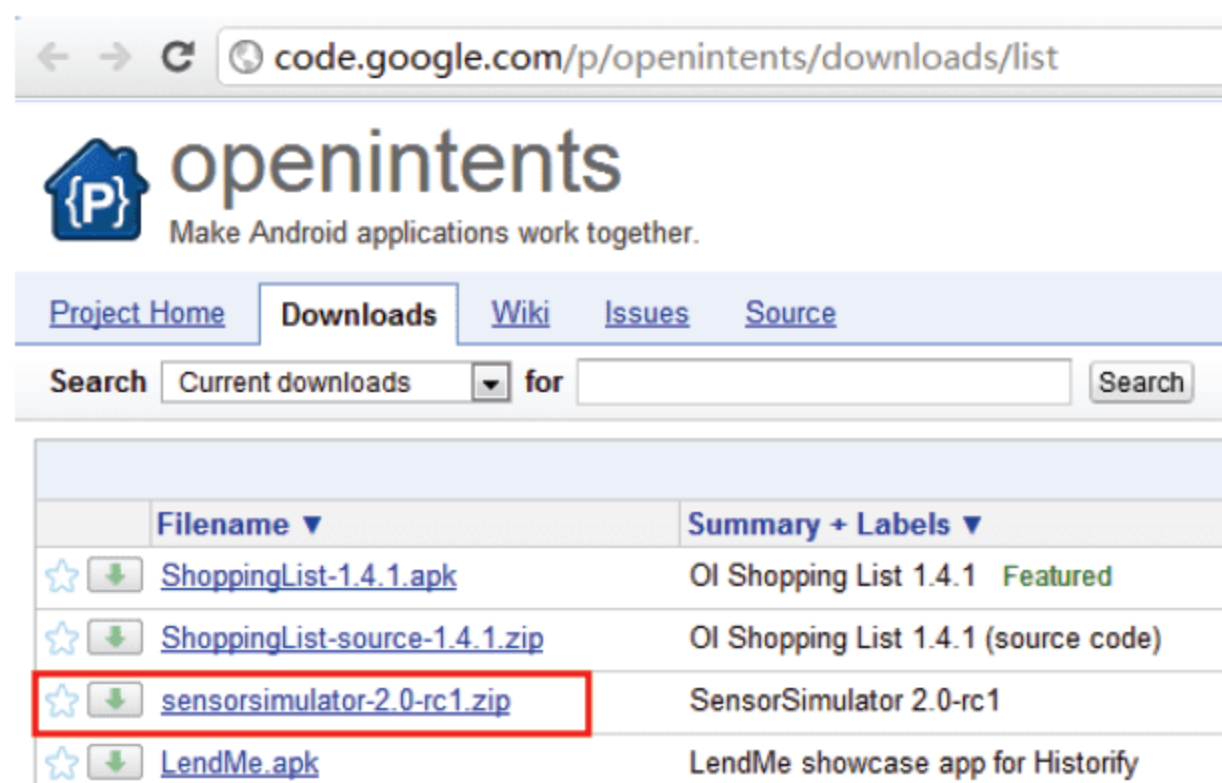 code.google.com/p/openintents/downloads/list
{P}
openintents
Make Android applications work together.
Project Home Downloads Wiki Issues Source
Search Current downloads for Search
Filename ▼ Summary + Labels ▼
ShoppingList-1.4.1.apk OI Shopping List 1.4.1 Featured
ShoppingList-source-1.4.1.zip OI Shopping List 1.4.1 (source code)
sensorsimulator-2.0-rc1.zip SensorSimulator 2.0-rc1
LendMe.apk LendMe showcase app for Historify